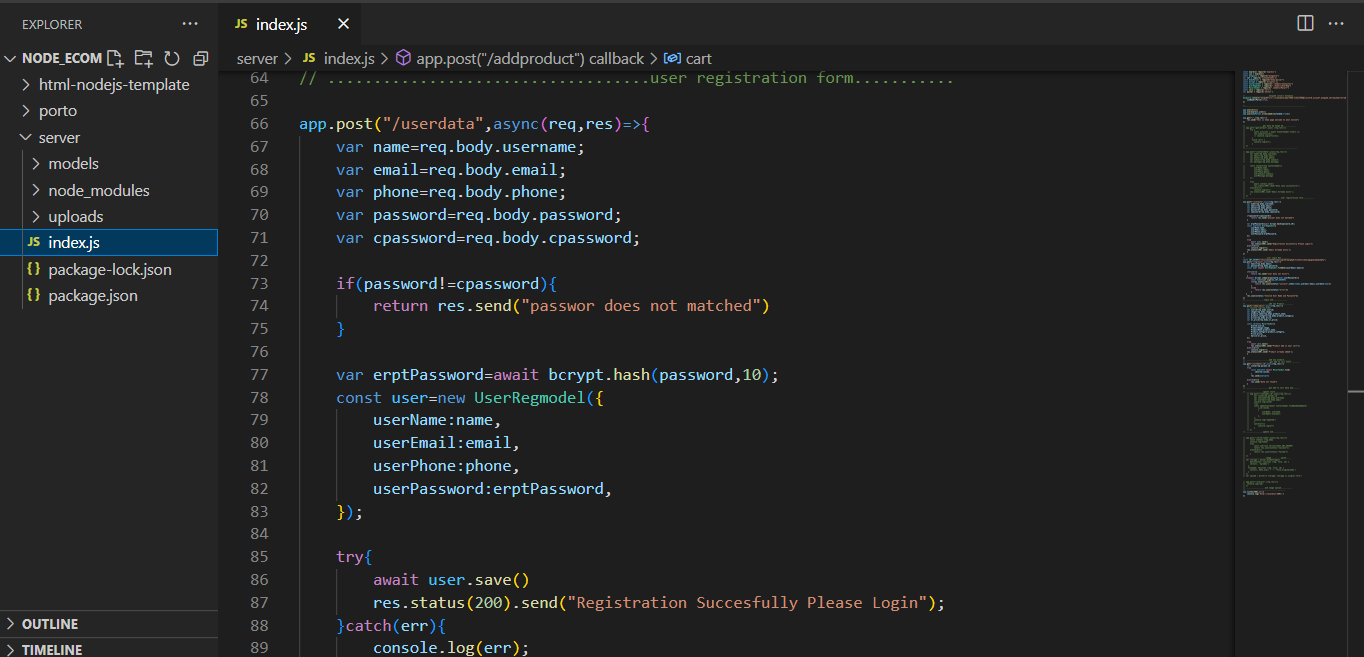 EXPLORER
NODE_ECOM
html-nodejs-template
porto
server
models
node_modules
uploads
JS index.js
{} package-lock.json
{} package.json
OUTLINE
TIMELINE
JS index.js
server > JS index.js > app.post("/addproduct") callback > cart
64 // ...................................user registration form...........
65
66 app.post("/userdata",async(req,res)=>{
67 var name=req.body.username;
68 var email=req.body.email;
69 var phone=req.body.phone;
70 var password=req.body.password;
71 var cpassword=req.body.cpassword;
72
73 if(password!=cpassword){
74 return res.send("passwor does not matched")
75 }
76
77 var erptPassword=await bcrypt.hash(password,10);
78 const user=new UserRegmodel({
79 userName:name,
80 userEmail:email,
81 userPhone:phone,
82 userPassword:erptPassword,
83 });
84
85 try{
86 await user.save()
87 res.status(200).send("Registration Succesfully Please Login");
88 }catch(err){
89 console.log(err);